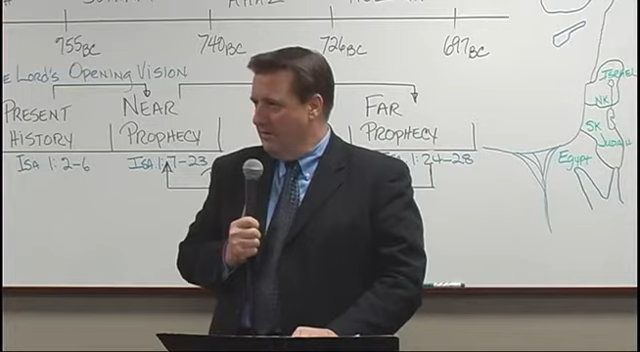 755BC 740BC 726BC 697BC
Lord's Opening Vision
Present History
Isa 1:2-6
Near Prophecy
Isa 1:7-23
Far Prophecy
1:24-28
Israel
NK
SK
Judah
Egypt